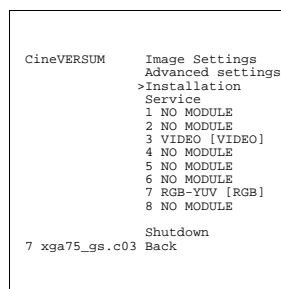 CineVERSUM Image Settings
Advanced settings
>Installation
Service
1 NO MODULE
2 NO MODULE
3 VIDEO [VIDEO]
4 NO MODULE
5 NO MODULE
6 NO MODULE
7 RGB-YUV [RGB]
8 NO MODULE
Shutdown
7 xga75_gs.c03 Back